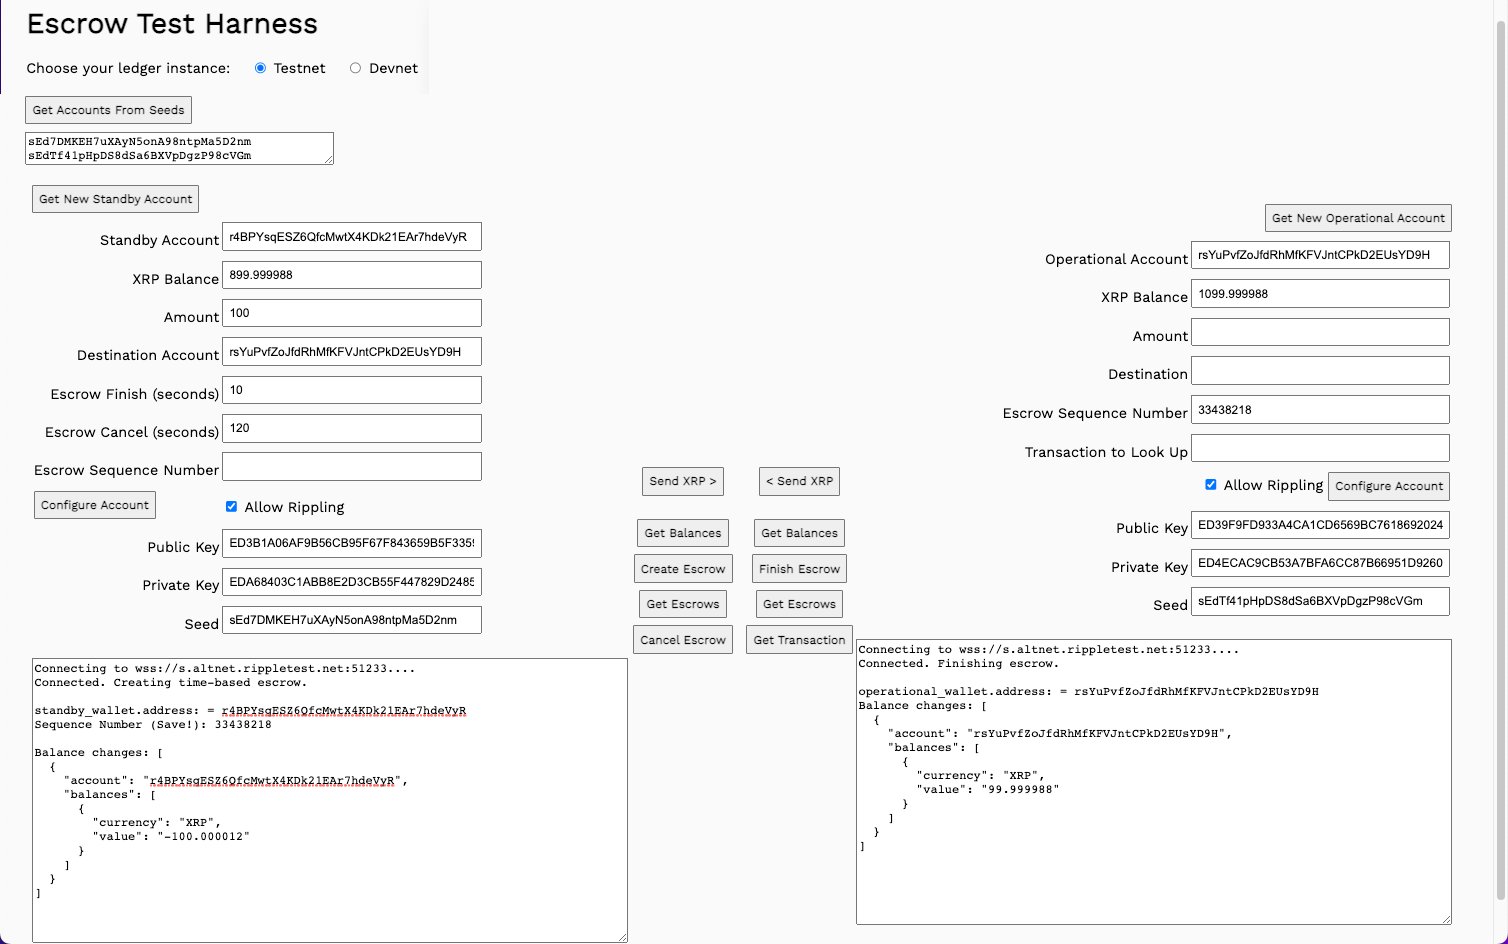 Escrow Test Harness
Choose your ledger instance: Testnet Devnet
Get Accounts From Seeds
sEd7DMKEH7uXAyN5onA98ntpMa5D2nm
sEdTf41pHpDS8dSa6BXVpDgzP98cVGm
Get New Standby Account
Standby Account r4BPYsqESZ6QfcMwtX4KDk21EAr7hdeVyR
XRP Balance 899.999988
Amount 100
Destination Account rsYuPvfZoJfdRhMfKFVJntCPkD2EUsYD9H
Escrow Finish (seconds) 10
Escrow Cancel (seconds) 120
Escrow Sequence Number
Configure Account Allow Rippling
Public Key ED3B1A06AF9B56CB95F67F843659B5F335
Private Key EDA68403C1ABB8E2D3CB55F447829D2485
Seed sEd7DMKEH7uXAyN5onA98ntpMa5D2nm
Connecting to wss://s.altnet.rippletest.net:51233....
Connected. Creating time-based escrow.
standby_wallet.address: = r4BPYsqESZ6QfcMwtX4KDk21EAr7hdeVyR
Sequence Number (Save!): 33438218
Balance changes: [
{
"account": "r4BPYsqESZ6QfcMwtX4KDk21EAr7hdeVyR",
"balances": [
{
"currency": "XRP",
"value": "-100.000012"
}
]
}
]
Send XRP > < Send XRP
Get Balances Get Balances
Create Escrow Finish Escrow
Get Escrows Get Escrows
Cancel Escrow Get Transaction
Get New Operational Account
Operational Account rsYuPvfZoJfdRhMfKFVJntCPkD2EUsYD9H
XRP Balance 1099.999988
Amount
Destination
Escrow Sequence Number 33438218
Transaction to Look Up
Allow Rippling Configure Account
Public Key ED39F9FD933A4CA1CD6569BC7618692024
Private Key ED4ECAC9CB53A7BFA6CC87B66951D9260
Seed sEdTf41pHpDS8dSa6BXVpDgzP98cVGm
Connecting to wss://s.altnet.rippletest.net:51233....
Connected. Finishing escrow.
operational_wallet.address: = rsYuPvfZoJfdRhMfKFVJntCPkD2EUsYD9H
Balance changes: [
{
"account": "rsYuPvfZoJfdRhMfKFVJntCPkD2EUsYD9H",
"balances": [
{
"currency": "XRP",
"value": "99.999988"
}
]
}
]